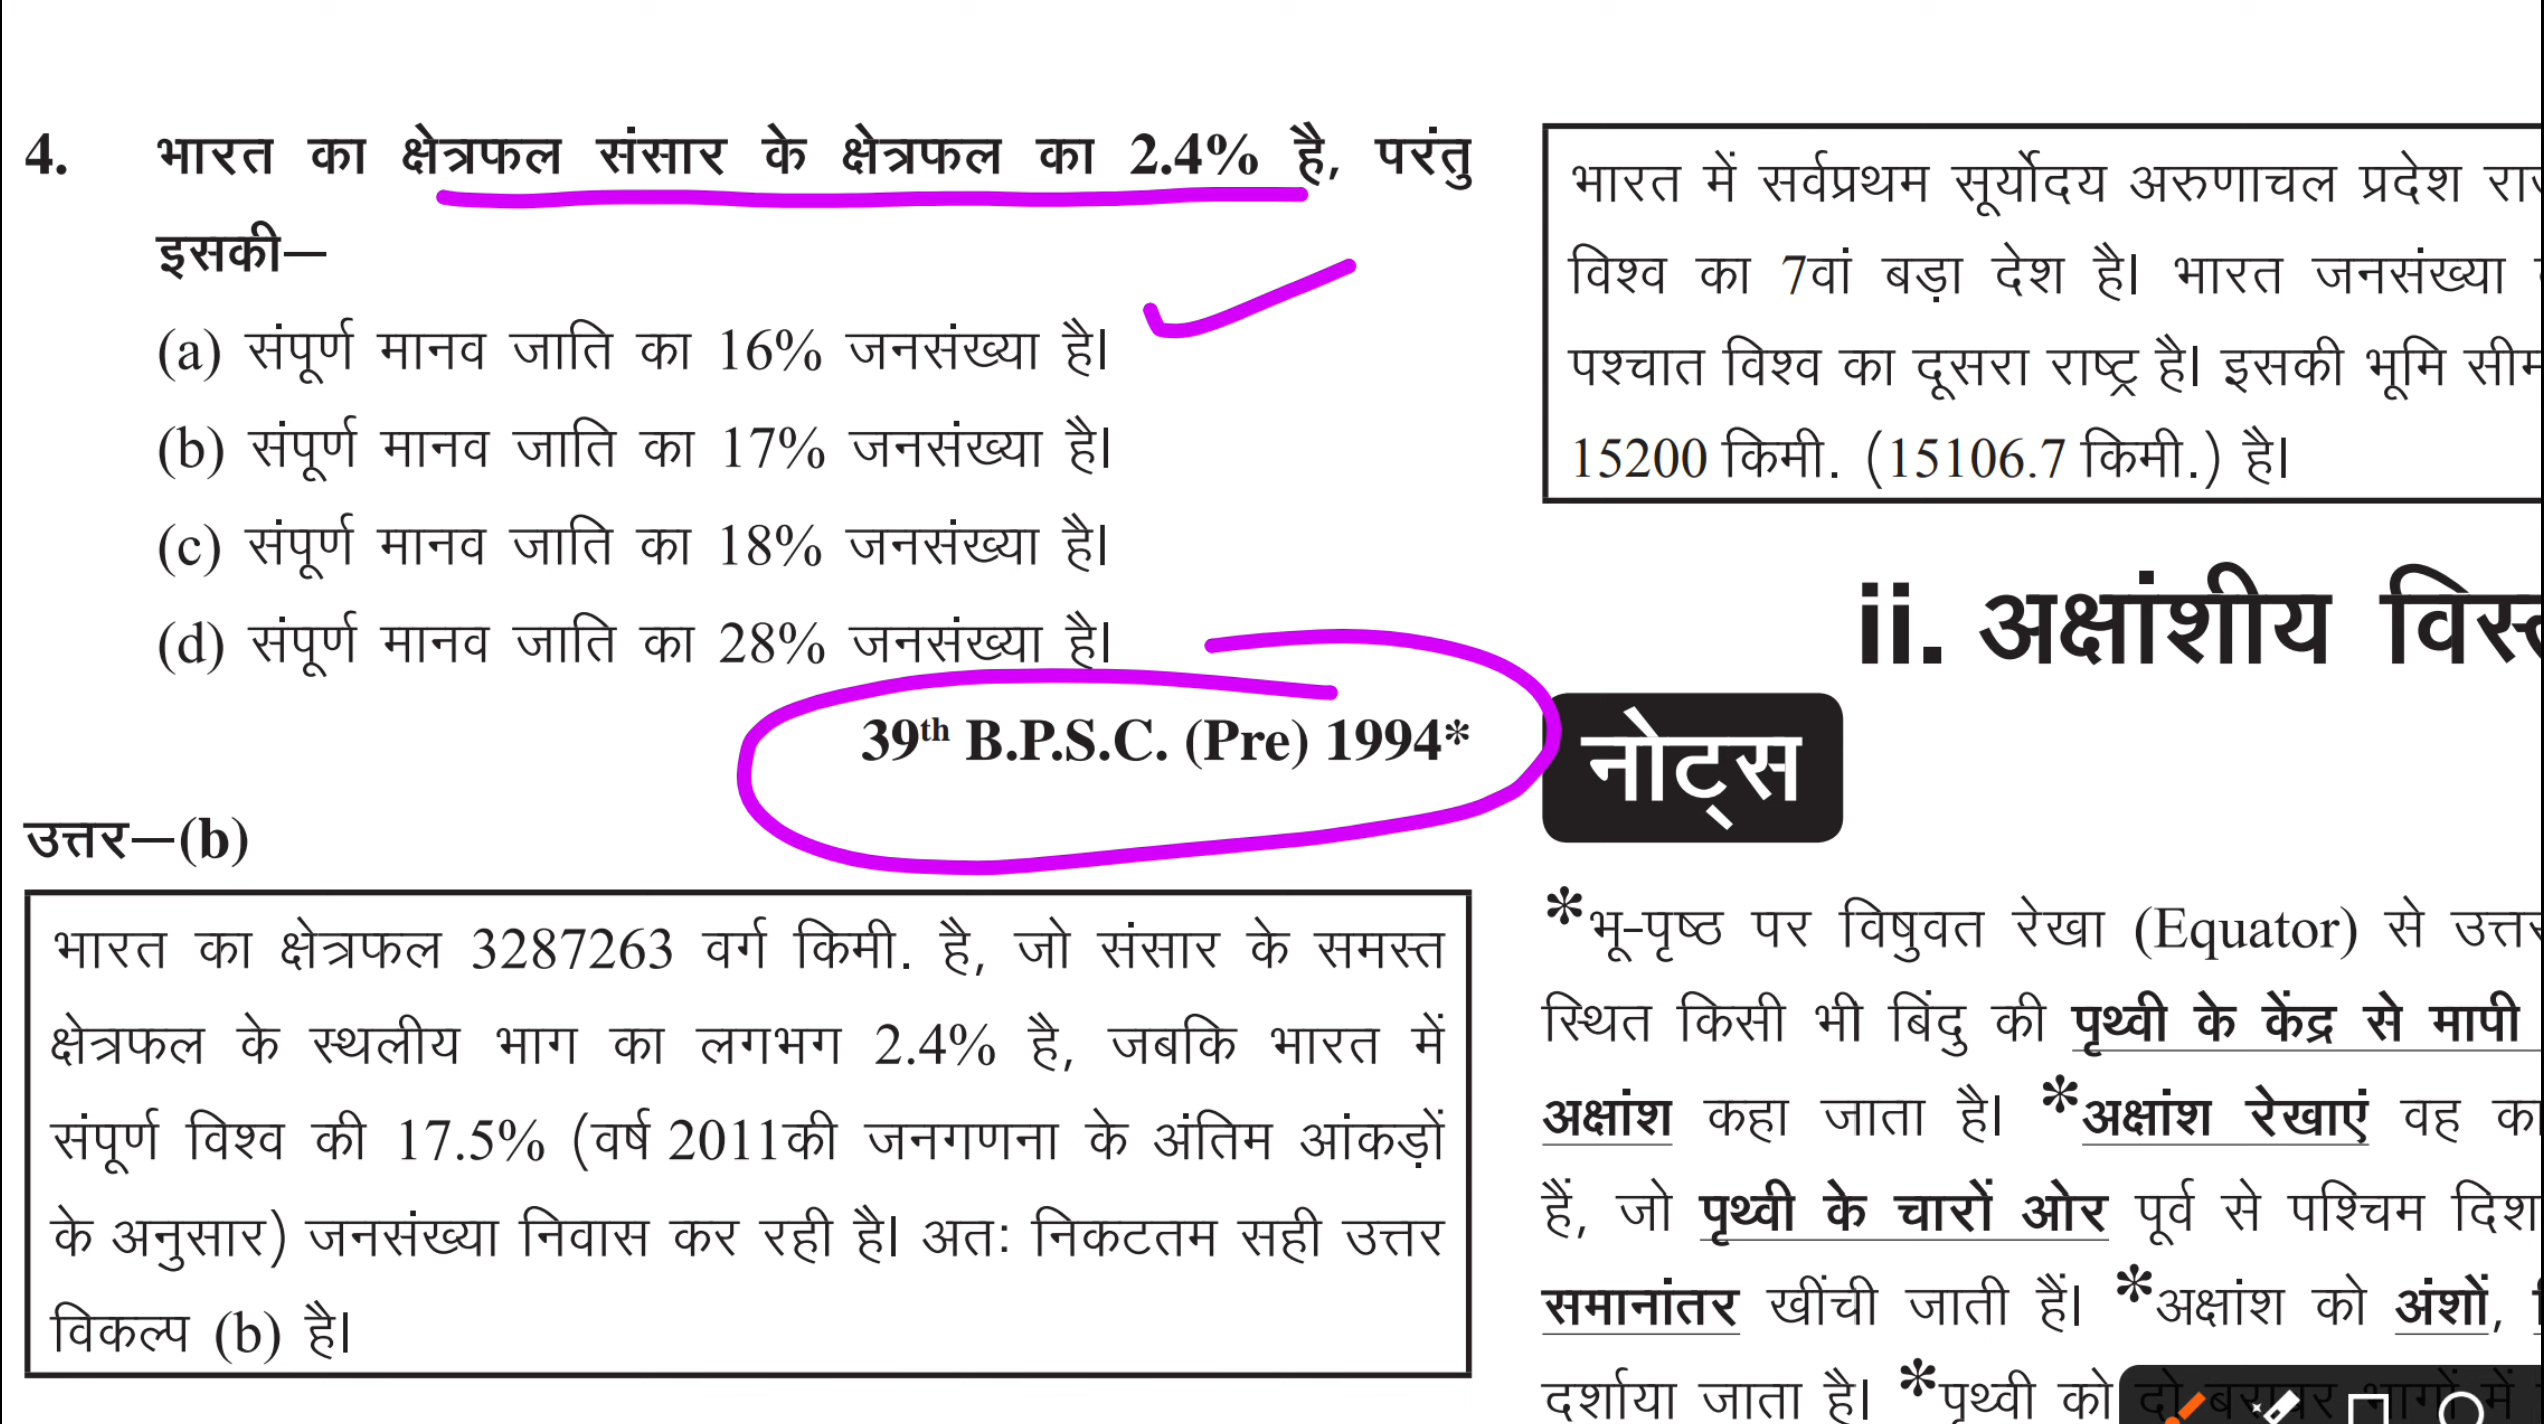 4. भारत का क्षेत्रफल संसार के क्षेत्रफल का 2.4% है, परंतु
इसकी—
(a) संपूर्ण मानव जाति का 16% जनसंख्या है।
(b) संपूर्ण मानव जाति का 17% जनसंख्या है।
(c) संपूर्ण मानव जाति का 18% जनसंख्या है।
(d) संपूर्ण मानव जाति का 28% जनसंख्या है।
39th B.P.S.C. (Pre) 1994*
उत्तर—(b)
भारत का क्षेत्रफल 3287263 वर्ग किमी. है, जो संसार के समस्त
क्षेत्रफल के स्थलीय भाग का लगभग 2.4% है, जबकि भारत में
संपूर्ण विश्व की 17.5% (वर्ष 2011की जनगणना के अंतिम आंकड़ों
के अनुसार) जनसंख्या निवास कर रही है। अतः निकटतम सही उत्तर
विकल्प (b) है।
भारत में सर्वप्रथम सूर्योदय अरुणाचल प्रदेश
विश्व का 7वां बड़ा देश है। भारत जनसंख्या
पश्चात विश्व का दूसरा राष्ट्र है। इसकी भूमि
15200 किमी. (15106.7 किमी.) है।
ii. अक्षांशीय
नोट्स
*भू-पृष्ठ पर विषुवत रेखा (Equator) से
स्थित किसी भी बिंदु की पृथ्वी के केंद्र से मापी
अक्षांश कहा जाता है। *अक्षांश रेखाएं वह
हैं, जो पृथ्वी के चारों ओर पूर्व से पश्चिम
समानांतर खींची जाती हैं। *अक्षांश को अंशों,
दर्शाया जाता है। *पृथ्वी को दो बराबर भागों में